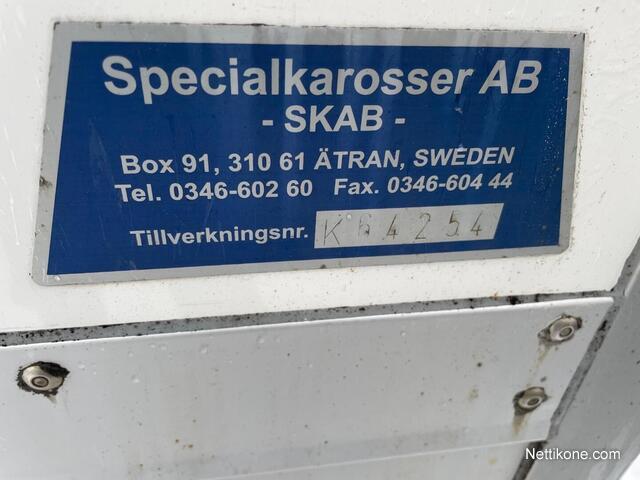 Specialkarosser AB
- SKAB -
Box 91, 310 61 ÄTRAN, SWEDEN
Tel. 0346-602 60 Fax. 0346-604 44
Tillverkningsnr. K64254
Nettikone.com